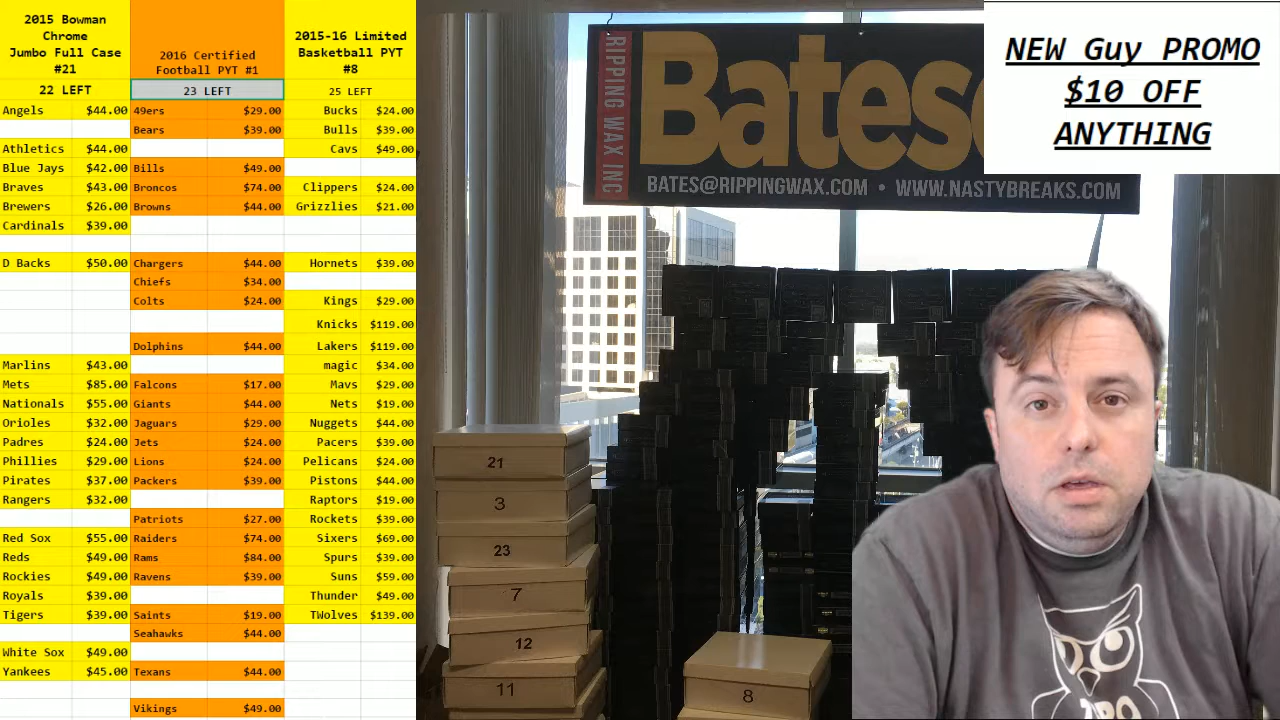 2015 Bowman
Chrome
Jumbo Full Case
#21
22 LEFT
Angels $44.00
Athletics $44.00
Blue Jays $42.00
Braves $43.00
Brewers $26.00
Cardinals $39.00
D Backs $50.00
Marlins $43.00
Mets $85.00
Nationals $55.00
Orioles $32.00
Padres $24.00
Phillies $29.00
Pirates $37.00
Rangers $32.00
Red Sox $55.00
Reds $49.00
Rockies $49.00
Royals $39.00
Tigers $39.00
White Sox $49.00
Yankees $45.00
2016 Certified
Football PYT #1
23 LEFT
49ers $29.00
Bears $39.00
Bills $49.00
Broncos $74.00
Browns $44.00
Chargers $44.00
Chiefs $34.00
Colts $24.00
Dolphins $44.00
Falcons $17.00
Giants $44.00
Jaguars $29.00
Jets $24.00
Lions $24.00
Packers $39.00
Patriots $27.00
Raiders $74.00
Rams $84.00
Ravens $39.00
Saints $19.00
Seahawks $44.00
Texans $44.00
Vikings $49.00
2015-16 Limited
Basketball PYT
#8
25 LEFT
Bucks $24.00
Bulls $39.00
Cavs $49.00
Clippers $24.00
Grizzlies $21.00
Hornets $39.00
Kings $29.00
Knicks $119.00
Lakers $119.00
magic $34.00
Mavs $29.00
Nets $19.00
Nuggets $44.00
Pacers $39.00
Pelicans $24.00
Pistons $44.00
Raptors $19.00
Rockets $39.00
Sixers $69.00
Spurs $39.00
Suns $59.00
Thunder $49.00
TWolves $139.00
RIPPING WAX INC
Bates
BATES@RIPPINGWAX.COM • WWW.NASTYBREAKS.COM
NEW Guy PROMO
$10 OFF
ANYTHING
21
3
23
7
12
11
8